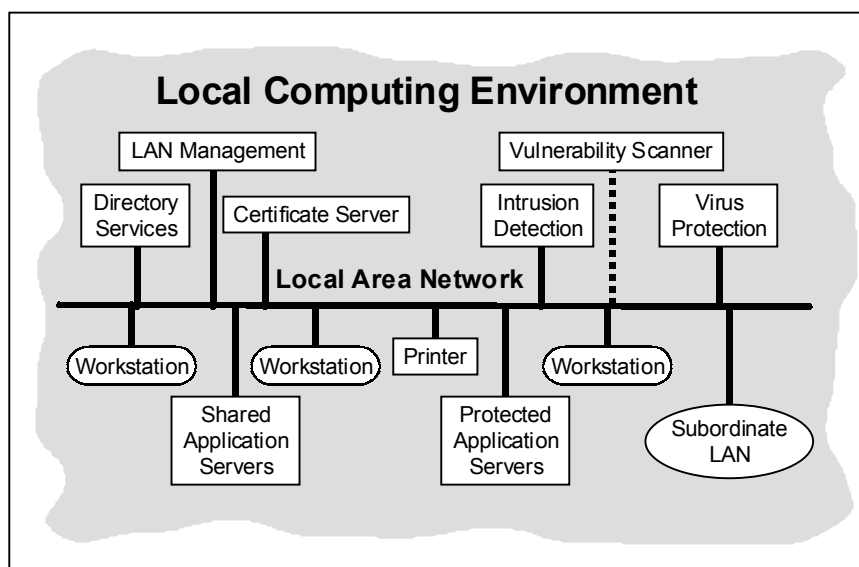 Local Computing Environment
LAN Management
Vulnerability Scanner
Directory
Services
Certificate Server
Intrusion
Detection
Virus
Protection
Local Area Network
Workstation
Workstation
Printer
Workstation
Shared
Application
Servers
Protected
Application
Servers
Subordinate
LAN